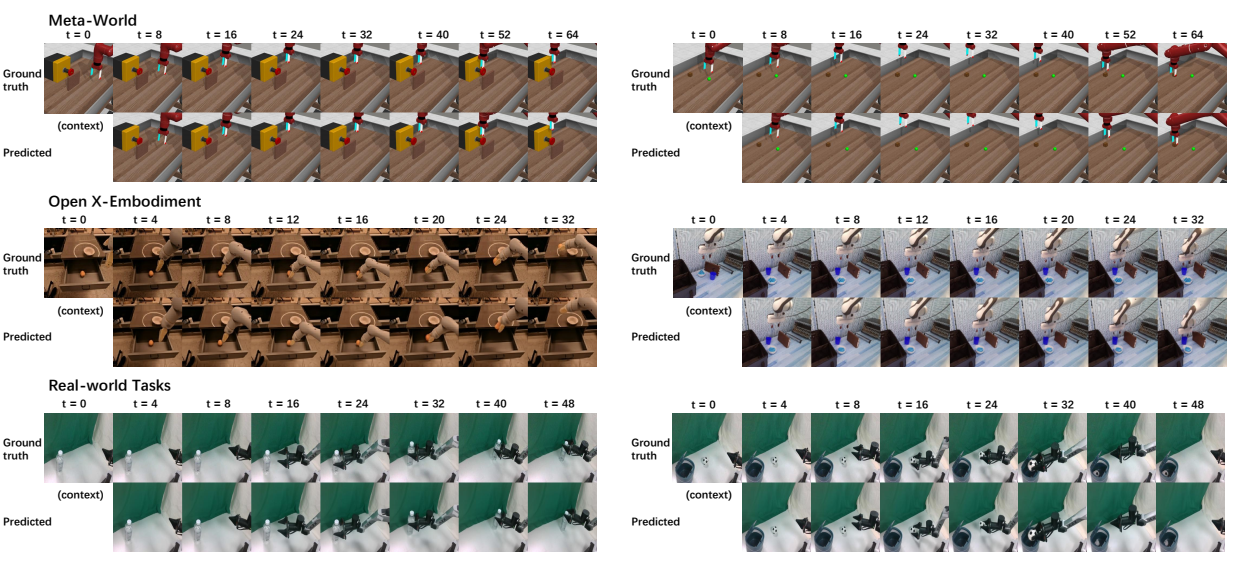 Meta-World
t = 0 t = 8 t = 16 t = 24 t = 32 t = 40 t = 52 t = 64
Ground
truth
(context)
Predicted
t = 0 t = 8 t = 16 t = 24 t = 32 t = 40 t = 52 t = 64
Ground
truth
(context)
Predicted
Open X-Embodiment
t = 0 t = 4 t = 8 t = 12 t = 16 t = 20 t = 24 t = 32
Ground
truth
(context)
Predicted
t = 0 t = 4 t = 8 t = 12 t = 16 t = 20 t = 24 t = 32
Ground
truth
(context)
Predicted
Real-world Tasks
t = 0 t = 4 t = 8 t = 16 t = 24 t = 32 t = 40 t = 48
Ground
truth
(context)
Predicted
t = 0 t = 4 t = 8 t = 16 t = 24 t = 32 t = 40 t = 48
Ground
truth
(context)
Predicted